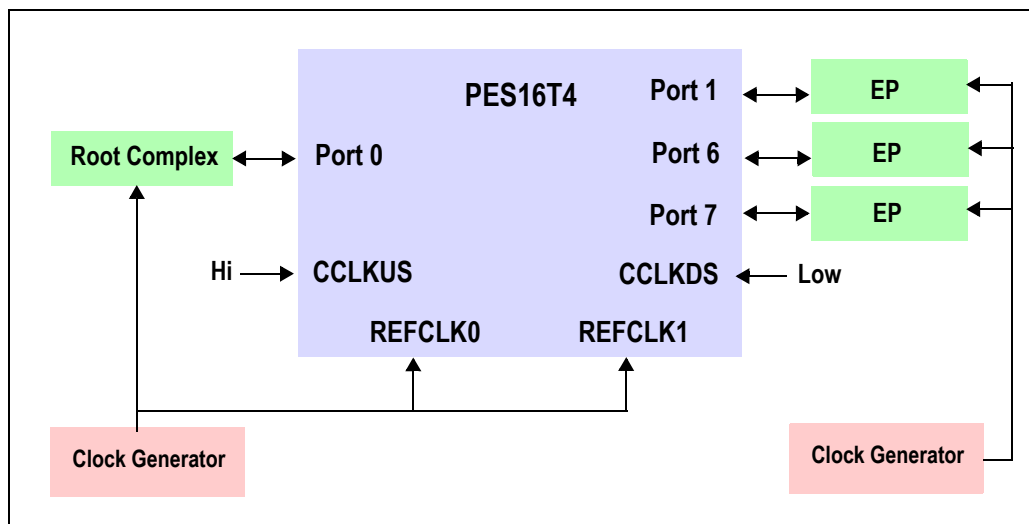 PES16T4
Port 1
EP
Root Complex
Port 0
Port 6
EP
Port 7
EP
Hi
CCLKUS
CCLKDS
Low
REFCLK0
REFCLK1
Clock Generator
Clock Generator